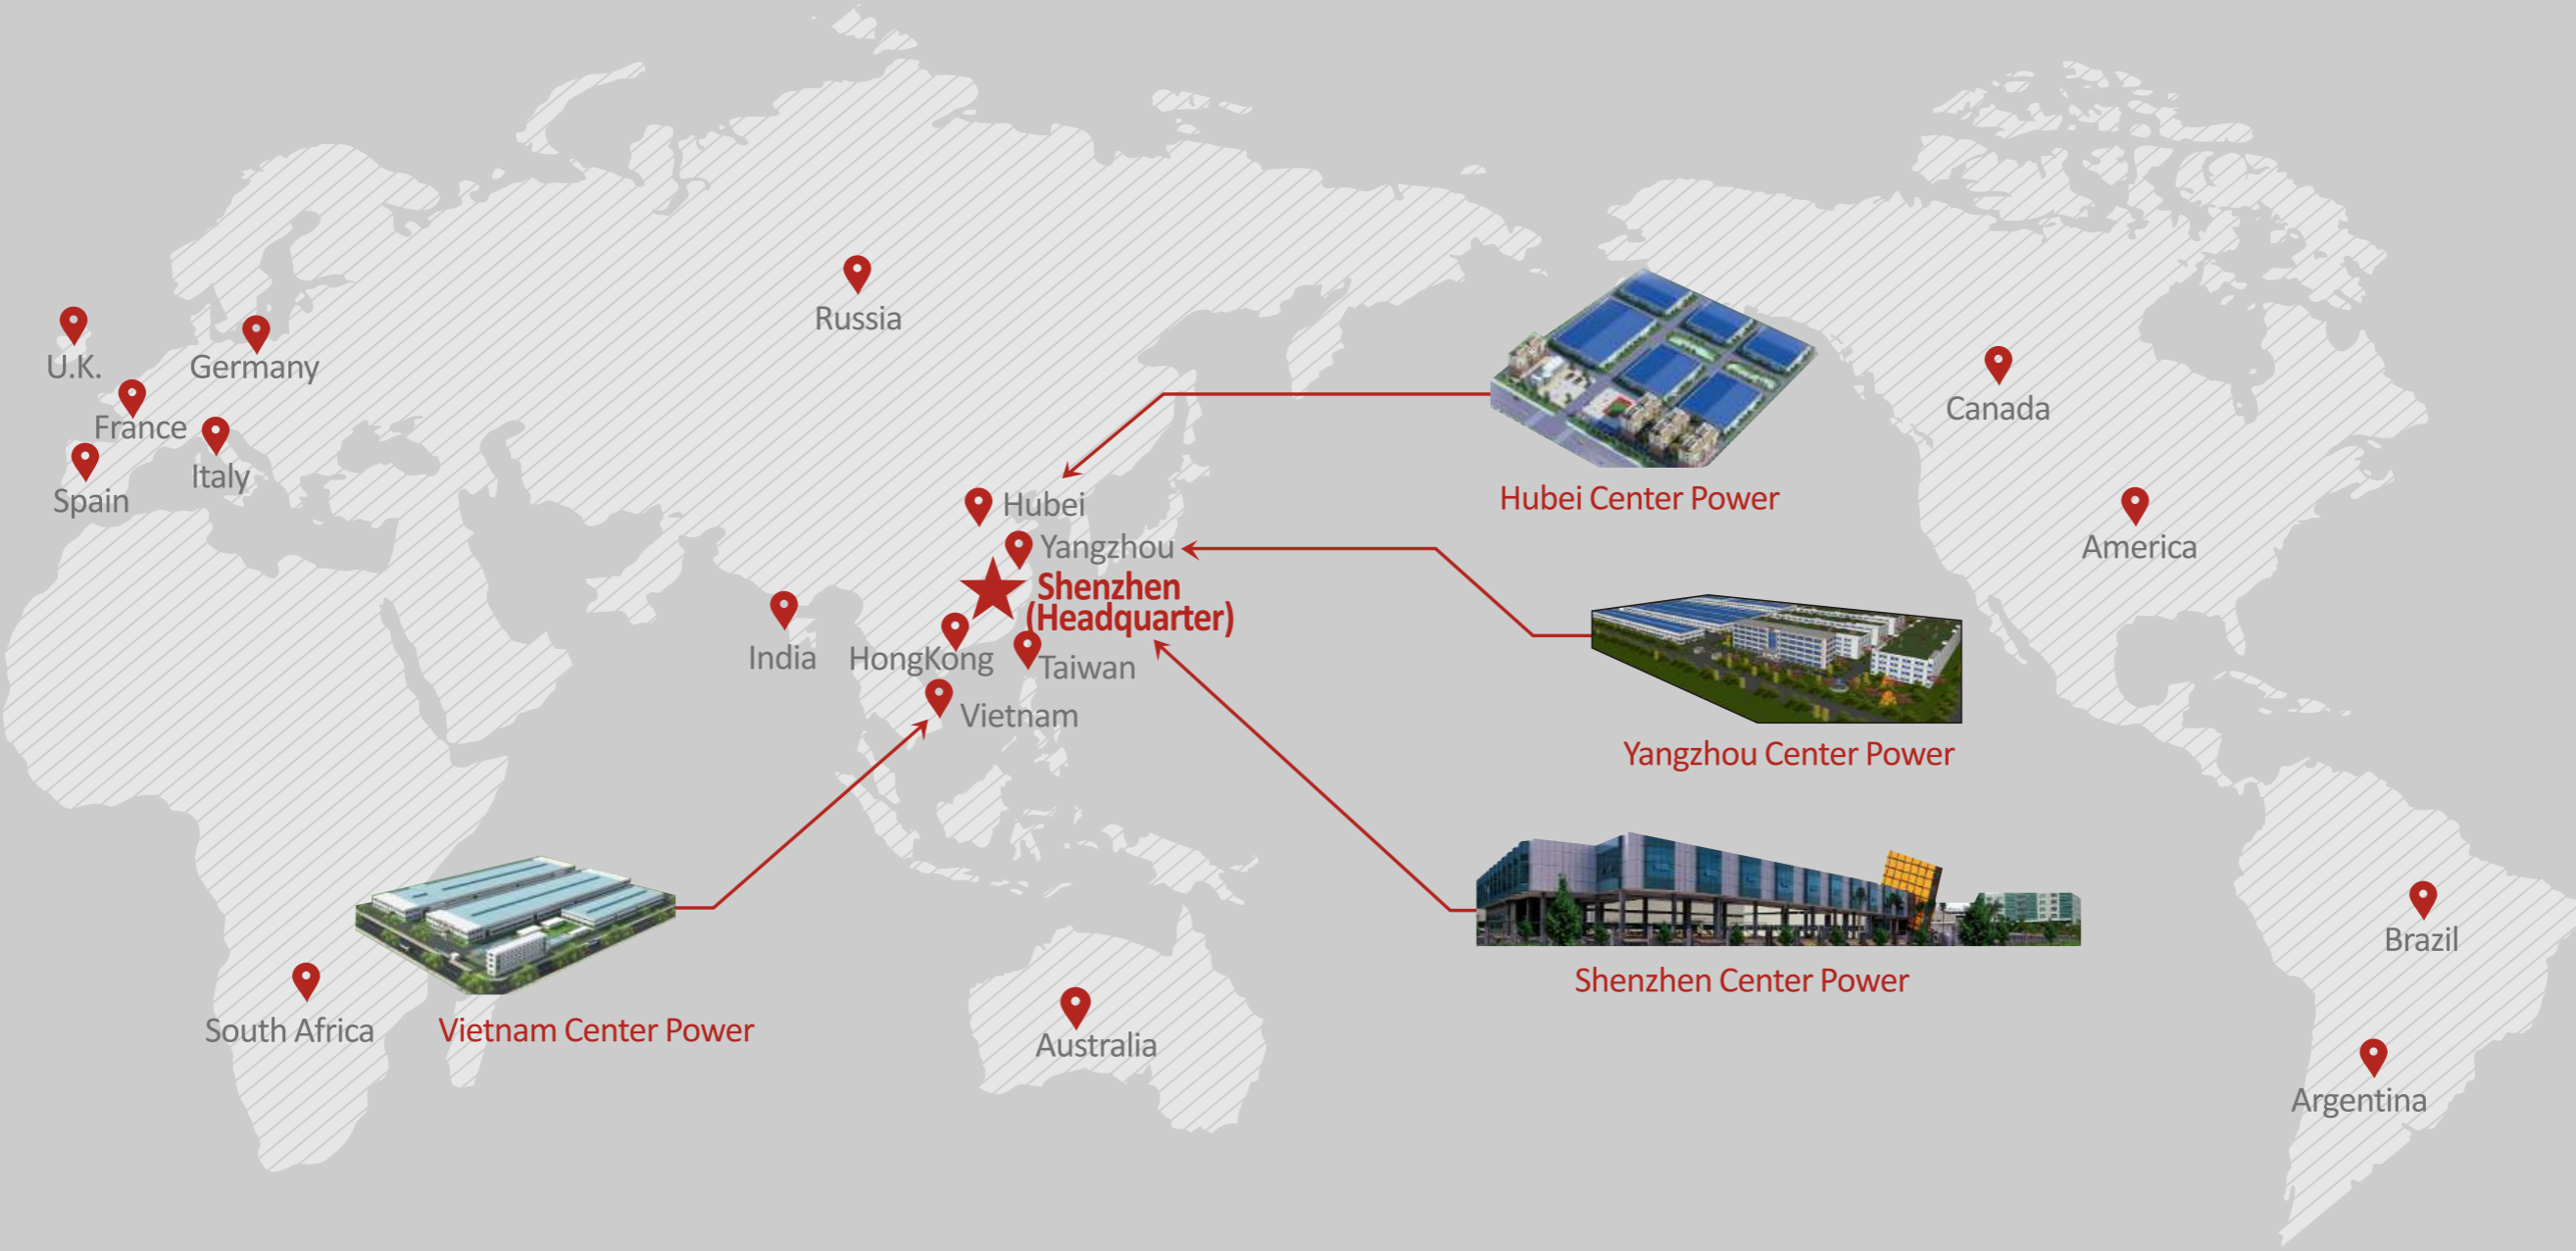 Russia
U.K.
Germany
France
Italy
Spain
Hubei
Yangzhou
Shenzhen
(Headquarter)
India
HongKong
Taiwan
Vietnam
Hubei Center Power
Canada
America
Yangzhou Center Power
Shenzhen Center Power
Brazil
South Africa
Vietnam Center Power
Australia
Argentina